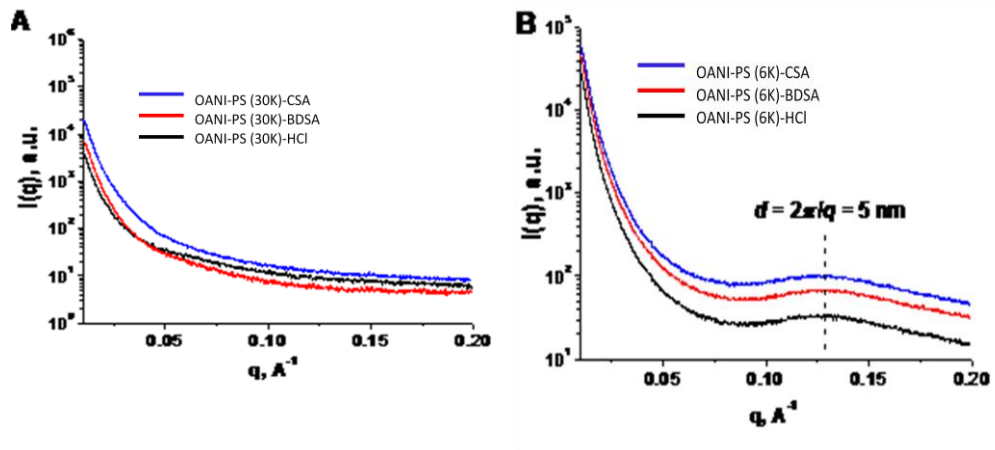 A
10⁶
10⁵
10⁴
10³
10²
10¹
10⁰
I(q), a.u.
OANI-PS (30K)-CSA
OANI-PS (30K)-BDSA
OANI-PS (30K)-HCl
0.05 0.10 0.15 0.20
q, A⁻¹
B
10⁵
10⁴
10³
10²
10¹
I(q), a.u.
OANI-PS (6K)-CSA
OANI-PS (6K)-BDSA
OANI-PS (6K)-HCl
d = 2π/q = 5 nm
0.05 0.10 0.15 0.20
q, A⁻¹